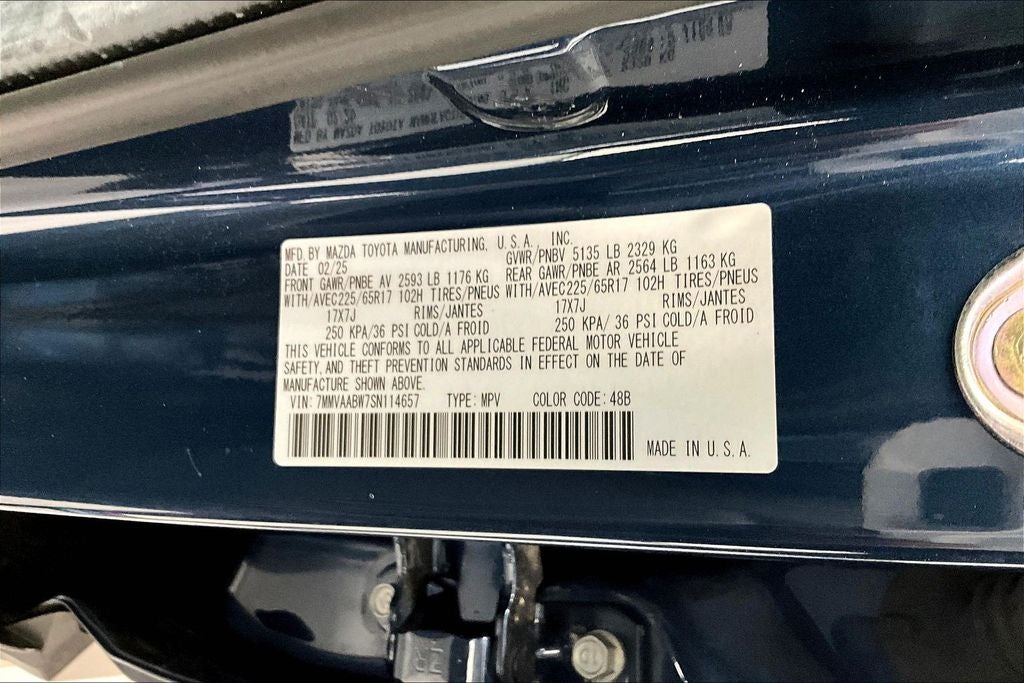 MFD. BY MAZDA TOYOTA MANUFACTURING, U.S.A., INC.
DATE 02/25 GVWR/PNBV 5135 LB 2329 KG
FRONT GAWR/PNBE AV 2593 LB 1176 KG REAR GAWR/PNBE AR 2564 LB 1163 KG
WITH/AVEC225/65R17 102H TIRES/PNEUS WITH/AVEC225/65R17 102H TIRES/PNEUS
17X7J RIMS/JANTES 17X7J RIMS/JANTES
250 KPA/36 PSI COLD/A FROID 250 KPA/ 36 PSI COLD/A FROID
THIS VEHICLE CONFORMS TO ALL APPLICABLE FEDERAL MOTOR VEHICLE
SAFETY, AND THEFT PREVENTION STANDARDS IN EFFECT ON THE DATE OF
MANUFACTURE SHOWN ABOVE.
VIN: 7MMVAABW7SN114657 TYPE: MPV COLOR CODE: 48B
MADE IN U.S.A.